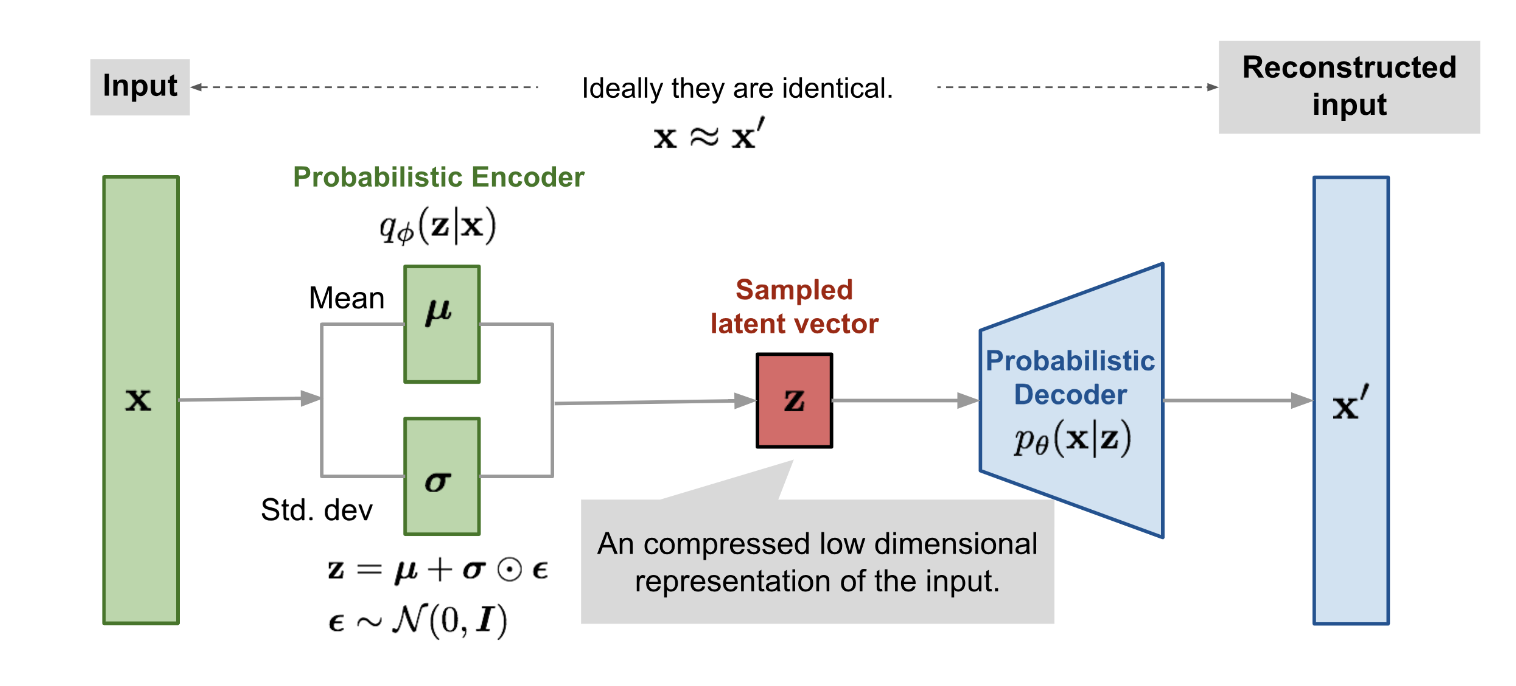 Input
Ideally they are identical.
x ≈ x′
Reconstructed
input
Probabilistic Encoder
q_ϕ(z|x)
Mean
μ
x
σ
Std. dev
z = μ + σ ⊙ ϵ
ϵ ∼ 𝒩(0, I)
Sampled
latent vector
z
An compressed low dimensional
representation of the input.
Probabilistic
Decoder
p_θ(x|z)
x′